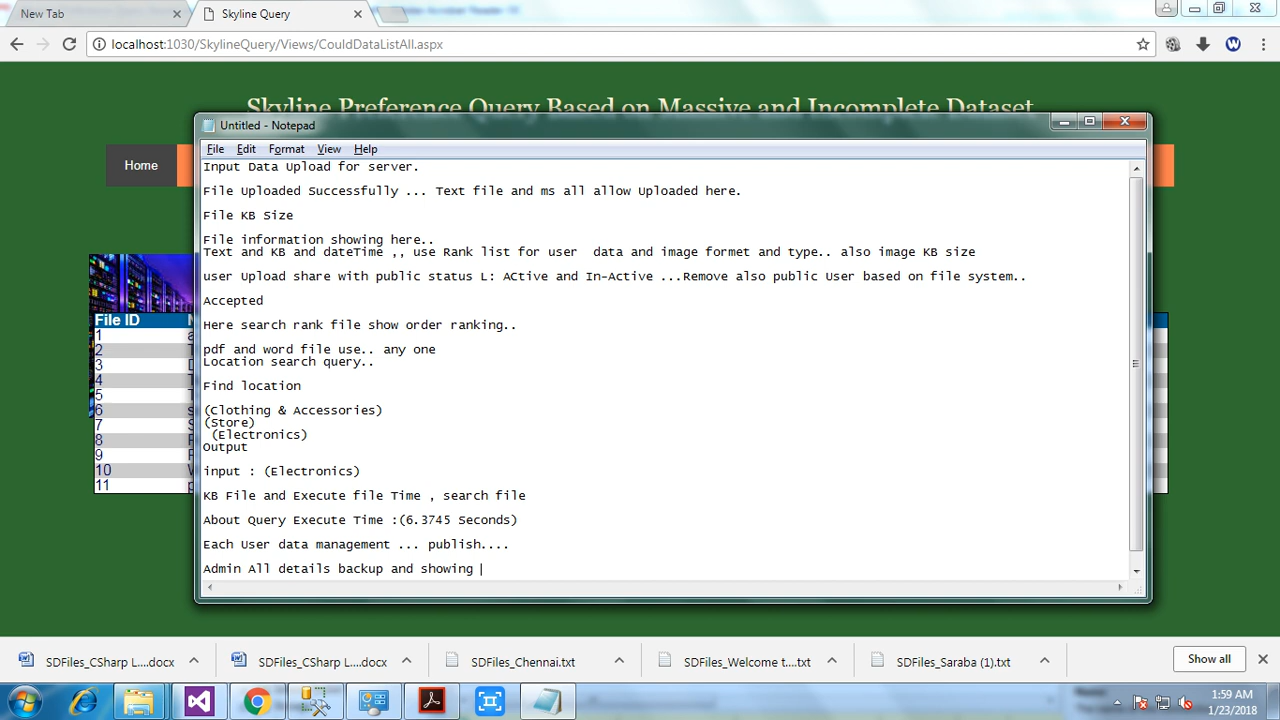 New Tab
Skyline Query
localhost:1030/SkylineQuery/Views/CouldDataListAll.aspx
Skyline Preference Query Based on Massive and Incomplete Dataset
Home
Untitled - Notepad
File Edit Format View Help
Input Data Upload for server.
File Uploaded Successfully ... Text file and ms all allow Uploaded here.
File KB Size
File information showing here..
Text and KB and dateTime ,, use Rank list for user  data and image formet and type.. also image KB size
user Upload share with public status L: ACtive and In-Active ...Remove also public User based on file system..
Accepted
Here search rank file show order ranking..
pdf and word file use.. any one
Location search query..
Find location
(Clothing & Accessories)
(Store)
(Electronics)
Output
input : (Electronics)
KB File and Execute file Time , search file
About Query Execute Time :(6.3745 Seconds)
Each User data management ... publish....
Admin All details backup and showing
File ID
1
2
3
4
5
6
7
8
9
10
11
SDFiles_CSharp L....docx
SDFiles_CSharp L....docx
SDFiles_Chennai.txt
SDFiles_Welcome t....txt
SDFiles_Saraba (1).txt
Show all
1:59 AM
1/23/2018